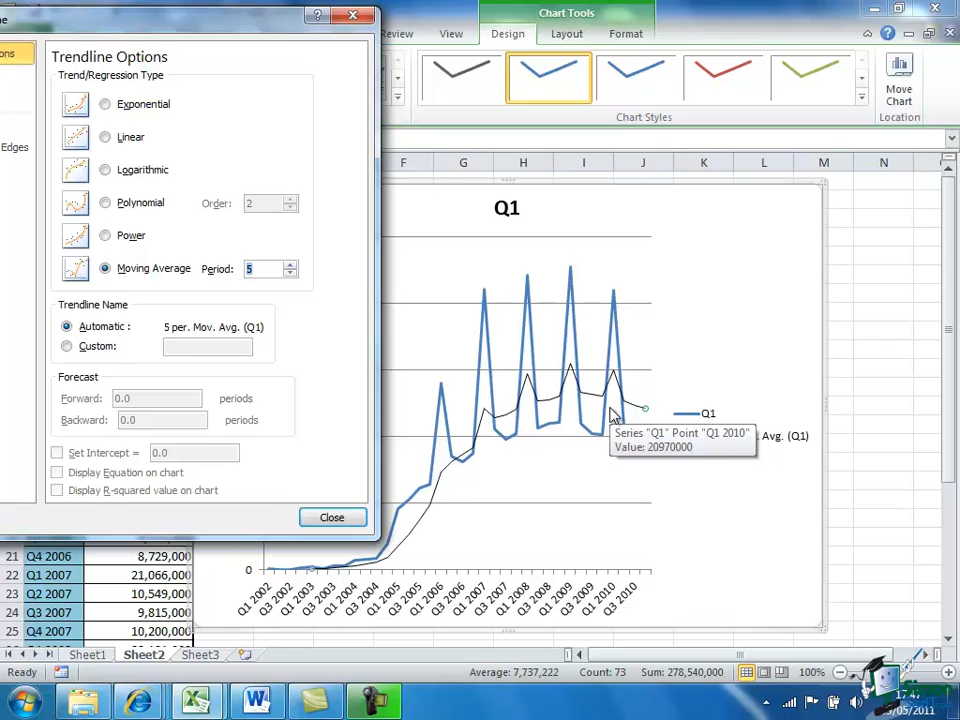 pe
Chart Tools
Review View Design Layout Format
ons
Trendline Options
Trend/Regression Type
Exponential
Linear
Logarithmic
Polynomial Order: 2
Power
Moving Average Period: 5
Edges
Trendline Name
Automatic : 5 per. Mov. Avg. (Q1)
Custom:
Forecast
Forward: 0.0 periods
Backward: 0.0 periods
Set Intercept = 0.0
Display Equation on chart
Display R-squared value on chart
Close
Move
Chart
Chart Styles
Location
F G H I J K L M N
Q1
Q1
Avg. (Q1)
Series "Q1" Point "Q1 2010"
Value: 20970000
0
Q1 2002 Q3 2002 Q1 2003 Q3 2003 Q1 2004 Q3 2004 Q1 2005 Q3 2005 Q1 2006 Q3 2006 Q1 2007 Q3 2007 Q1 2008 Q3 2008 Q1 2009 Q3 2009 Q1 2010 Q3 2010
21 Q4 2006 8,729,000
22 Q1 2007 21,066,000
23 Q2 2007 10,549,000
24 Q3 2007 9,815,000
25 Q4 2007 10,200,000
Sheet1 Sheet2 Sheet3
Ready Average: 7,737,222 Count: 73 Sum: 278,540,000 100%
17:47
/05/2011